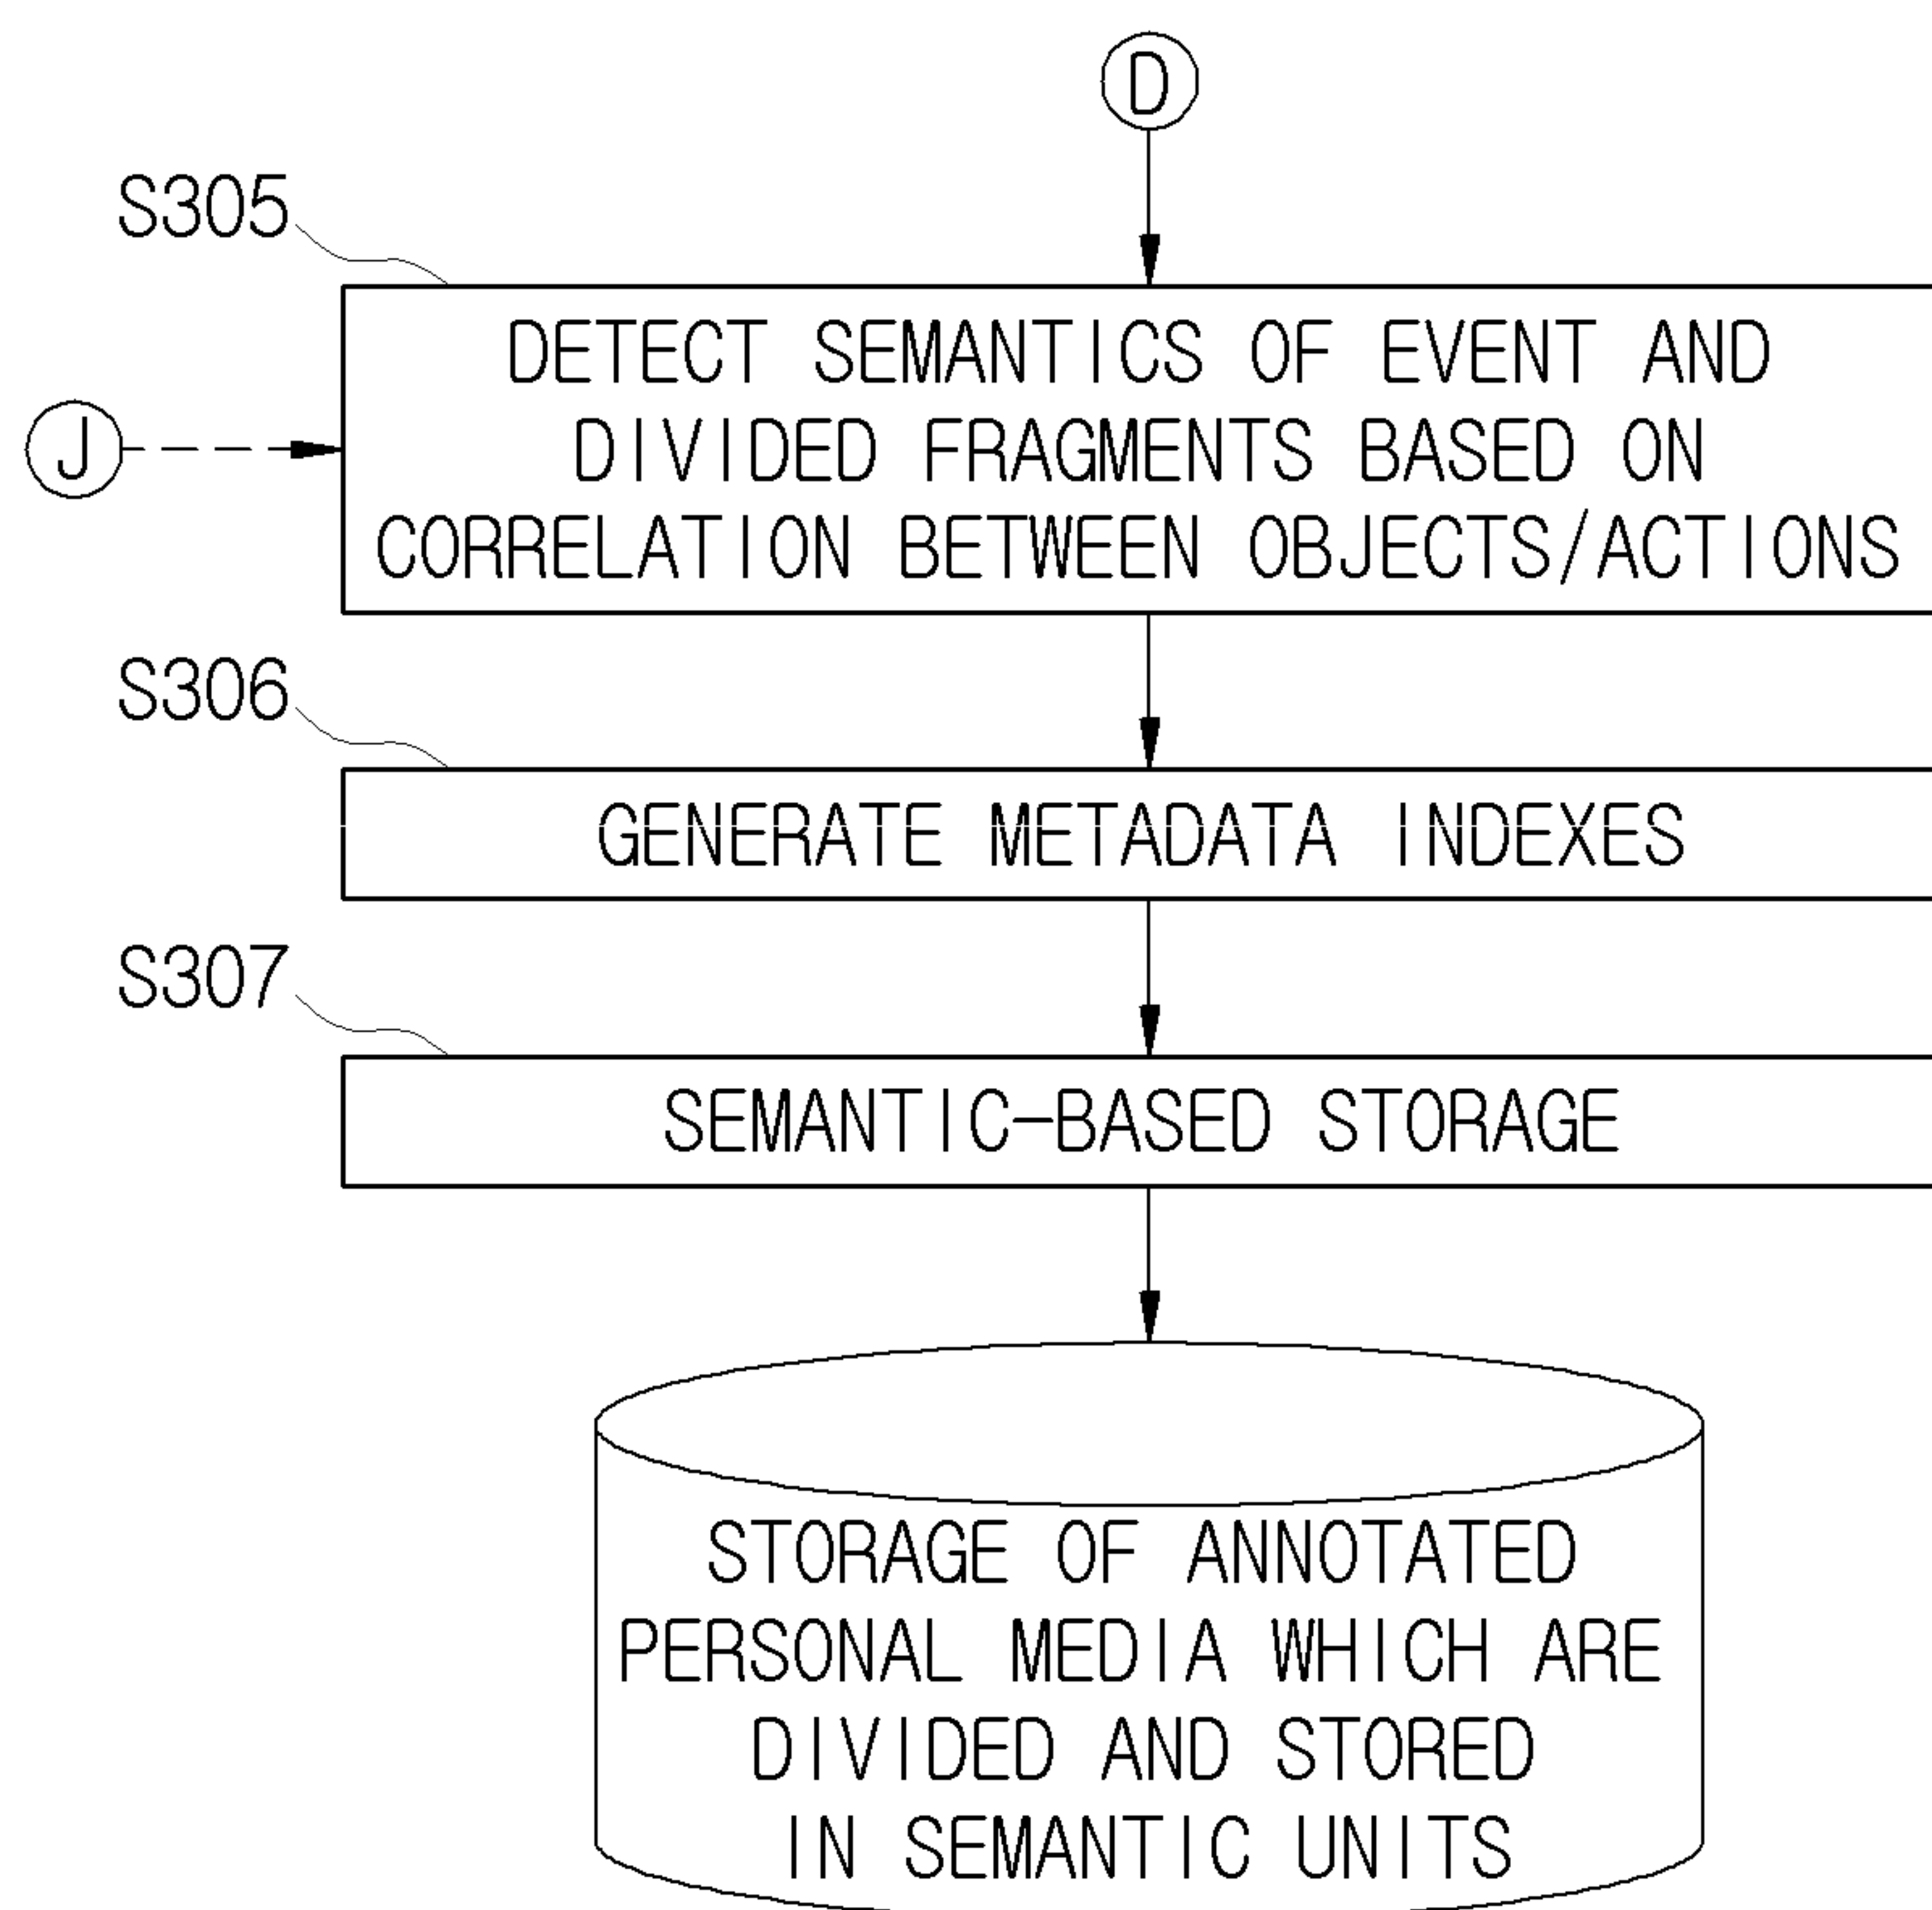 D
S305
DETECT SEMANTICS OF EVENT AND
DIVIDED FRAGMENTS BASED ON
CORRELATION BETWEEN OBJECTS/ACTIONS
J
S306
GENERATE METADATA INDEXES
S307
SEMANTIC-BASED STORAGE
STORAGE OF ANNOTATED
PERSONAL MEDIA WHICH ARE
DIVIDED AND STORED
IN SEMANTIC UNITS